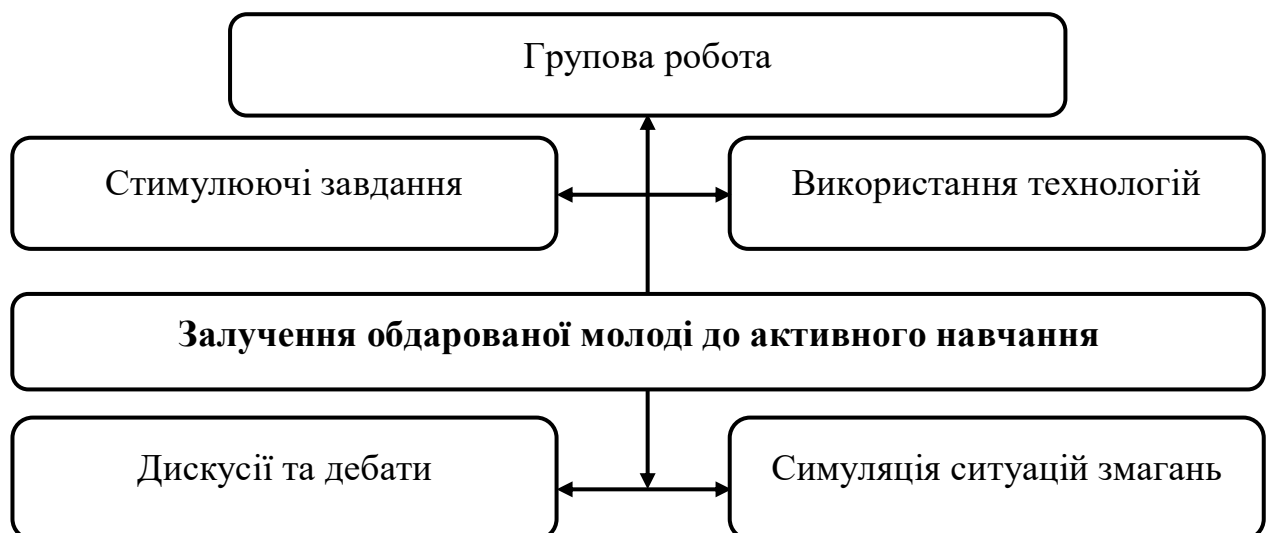 Групова робота
Стимулюючі завдання
Використання технологій
Залучення обдарованої молоді до активного навчання
Дискусії та дебати
Симуляція ситуацій змагань